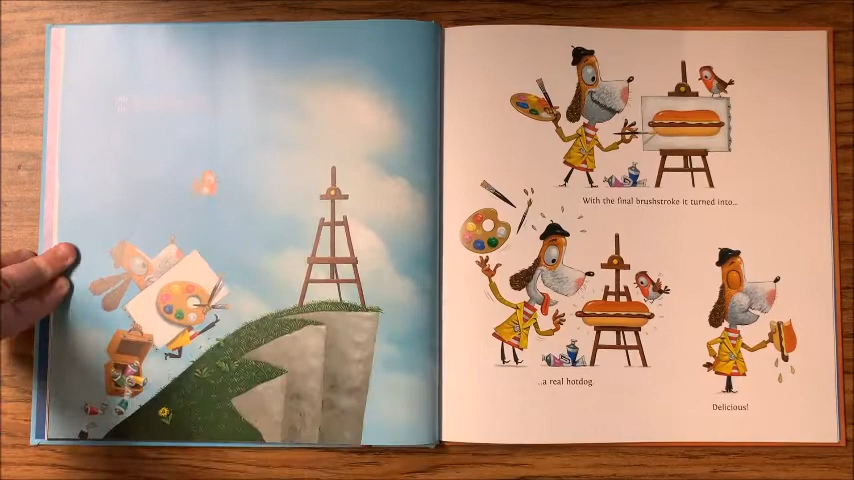 With the final brushstroke it turned into...
...a real hotdog.
Delicious!